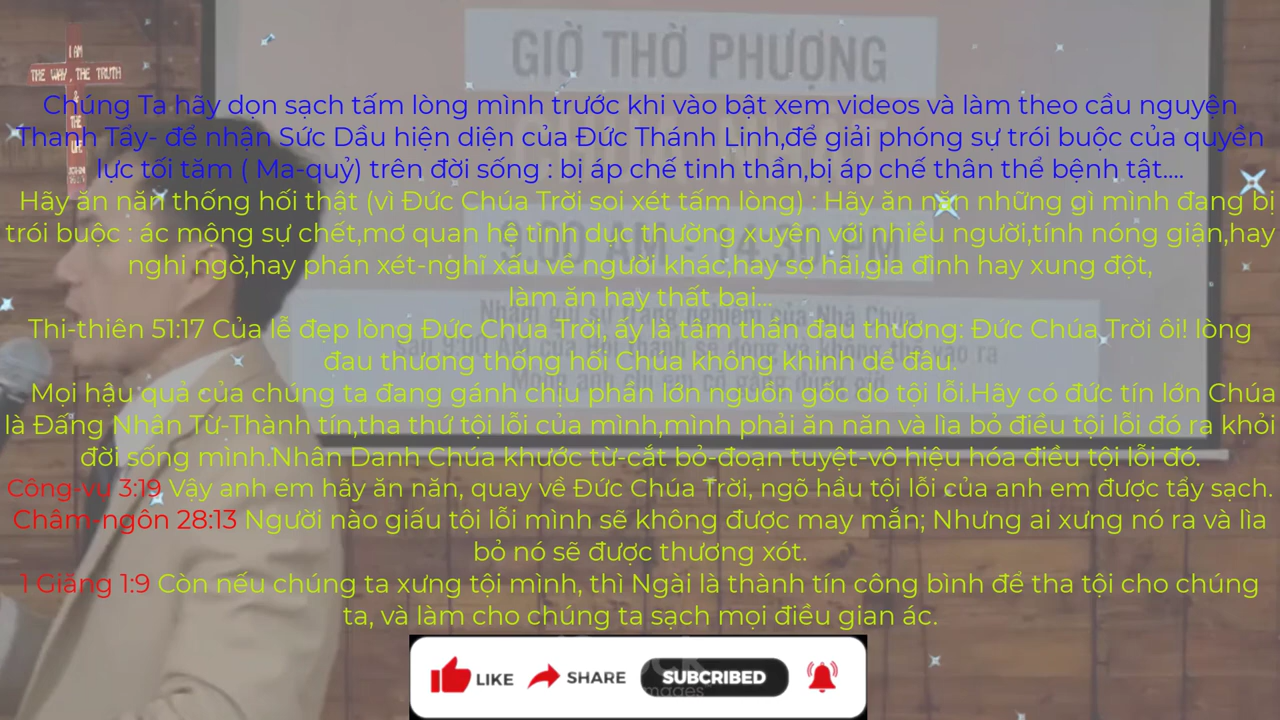 GIỜ THỜ PHƯỢNG
I AM
THE WAY, THE TRUTH
&
THE
LIFE
Chúng Ta hãy dọn sạch tấm lòng mình trước khi vào bật xem videos và làm theo cầu nguyện
Thanh Tẩy- để nhận Sức Dầu hiện diện của Đức Thánh Linh,để giải phóng sự trói buộc của quyền
lực tối tăm ( Ma-quỷ) trên đời sống : bị áp chế tinh thần,bị áp chế thân thể bệnh tật....
Hãy ăn năn thống hối thật (vì Đức Chúa Trời soi xét tấm lòng) : Hãy ăn năn những gì mình đang bị
trói buộc : ác mông sự chết,mơ quan hệ tình dục thường xuyên với nhiều người,tính nóng giận,hay
nghi ngờ,hay phán xét-nghĩ xấu về người khác,hay sợ hãi,gia đình hay xung đột,
làm ăn hay thất bại...
9:00 AM - 14:30 PM
Thi-thiên 51:17 Của lễ đẹp lòng Đức Chúa Trời, ấy là tâm thần đau thương: Đức Chúa Trời ôi! lòng
đau thương thống hối Chúa không khinh dể đâu.
Mọi hậu quả của chúng ta đang gánh chịu phần lớn nguồn gốc do tội lỗi.Hãy có đức tín lớn Chúa
là Đấng Nhân Từ-Thành tín,tha thứ tội lỗi của mình,mình phải ăn năn và lìa bỏ điều tội lỗi đó ra khỏi
đời sống mình.Nhân Danh Chúa khước từ-cắt bỏ-đoạn tuyệt-vô hiệu hóa điều tội lỗi đó.
Công-vụ 3:19 Vậy anh em hãy ăn năn, quay về Đức Chúa Trời, ngõ hầu tội lỗi của anh em được tẩy sạch.
Châm-ngôn 28:13 Người nào giấu tội lỗi mình sẽ không được may mắn; Nhưng ai xưng nó ra và lìa
bỏ nó sẽ được thương xót.
1 Giăng 1:9 Còn nếu chúng ta xưng tội mình, thì Ngài là thành tín công bình để tha tội cho chúng
ta, và làm cho chúng ta sạch mọi điều gian ác.
LIKE SHARE SUBCRIBED